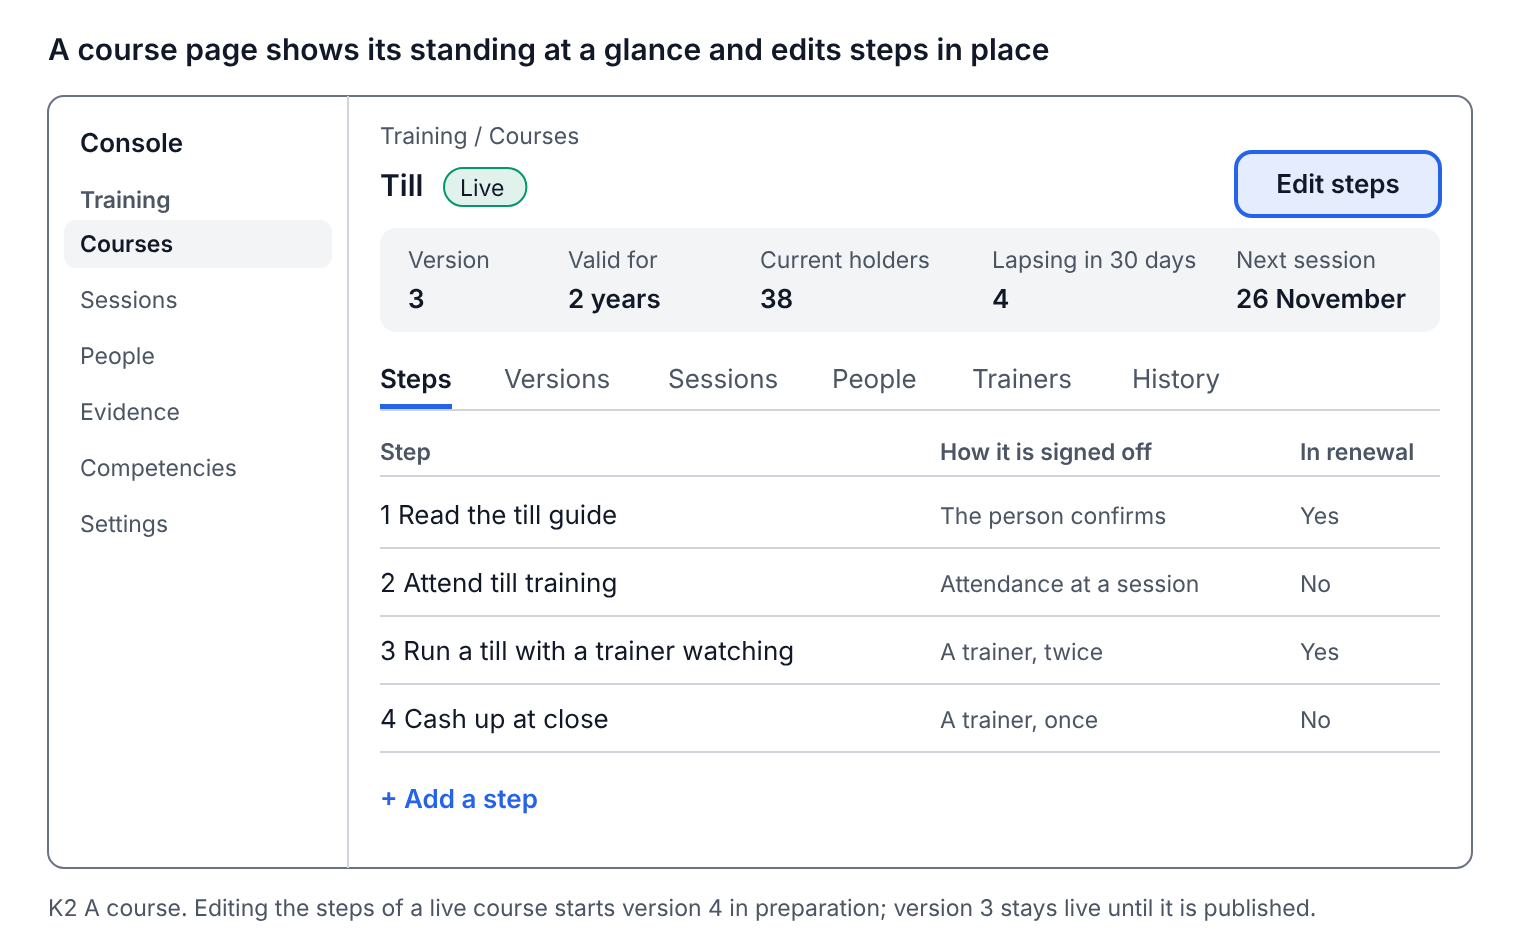 A course page shows its standing at a glance and edits steps in place
Console
Training
Courses
Sessions
People
Evidence
Competencies
Settings
Training / Courses
Till Live
Edit steps
Version Valid for Current holders Lapsing in 30 days Next session
3 2 years 38 4 26 November
Steps Versions Sessions People Trainers History
Step How it is signed off In renewal
1 Read the till guide The person confirms Yes
2 Attend till training Attendance at a session No
3 Run a till with a trainer watching A trainer, twice Yes
4 Cash up at close A trainer, once No
+ Add a step
K2 A course. Editing the steps of a live course starts version 4 in preparation; version 3 stays live until it is published.